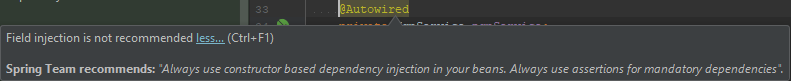 33
@Autowired
Field injection is not recommended less... (Ctrl+F1)
Spring Team recommends: "Always use constructor based dependency injection in your beans. Always use assertions for mandatory dependencies".